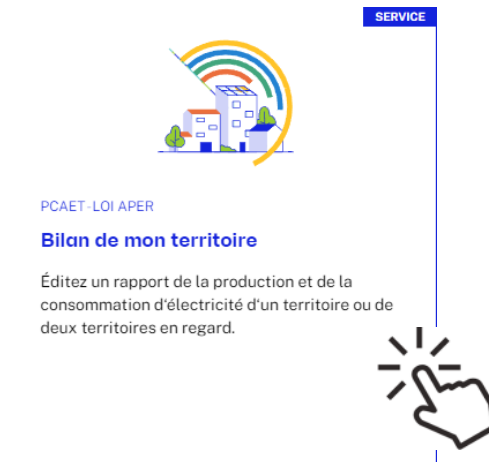 SERVICE
PCAET-LOI APER
Bilan de mon territoire
Éditez un rapport de la production et de la
consommation d'électricité d'un territoire ou de
deux territoires en regard.